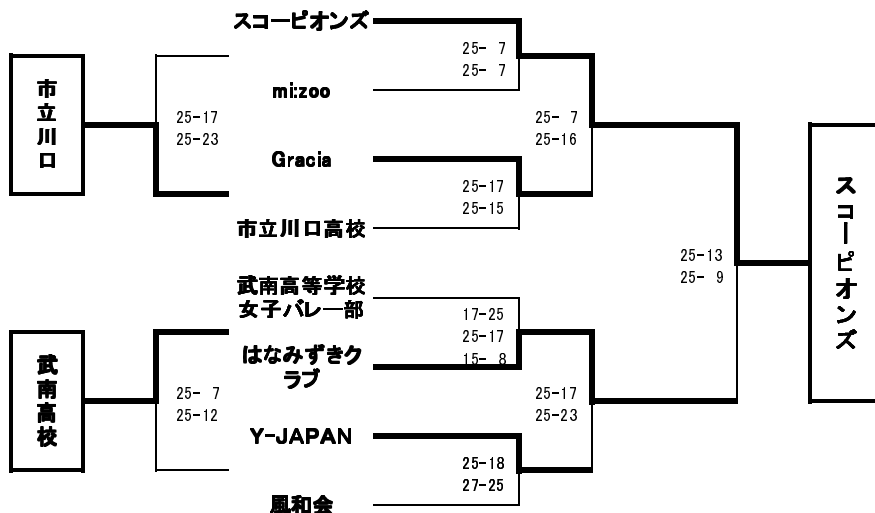 スコーピオンズ
25- 7
25- 7
市立川口
mi:zoo
25-17
25-23
25- 7
25-16
Gracia
25-17
25-15
スコーピオンズ
市立川口高校
25-13
25- 9
武南高等学校
女子バレー部
17-25
25-17
15- 8
はなみずきク
ラブ
武南高校
25- 7
25-12
25-17
25-23
Y-JAPAN
25-18
27-25
風和会